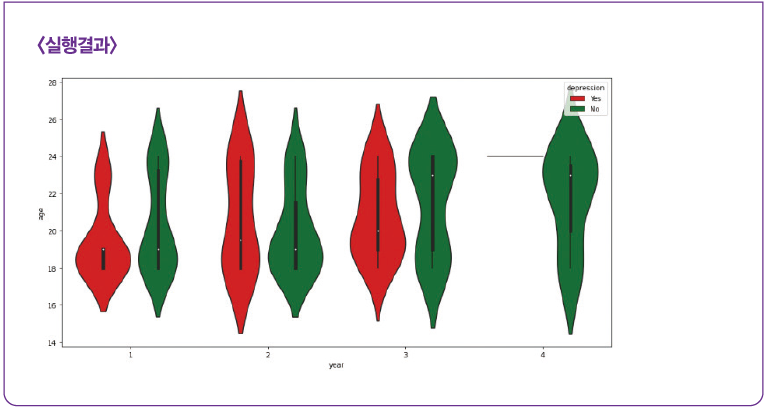 〈실행결과〉
depression
Yes
No
28
26
24
22
20
18
16
14
age
1 2 3 4
year